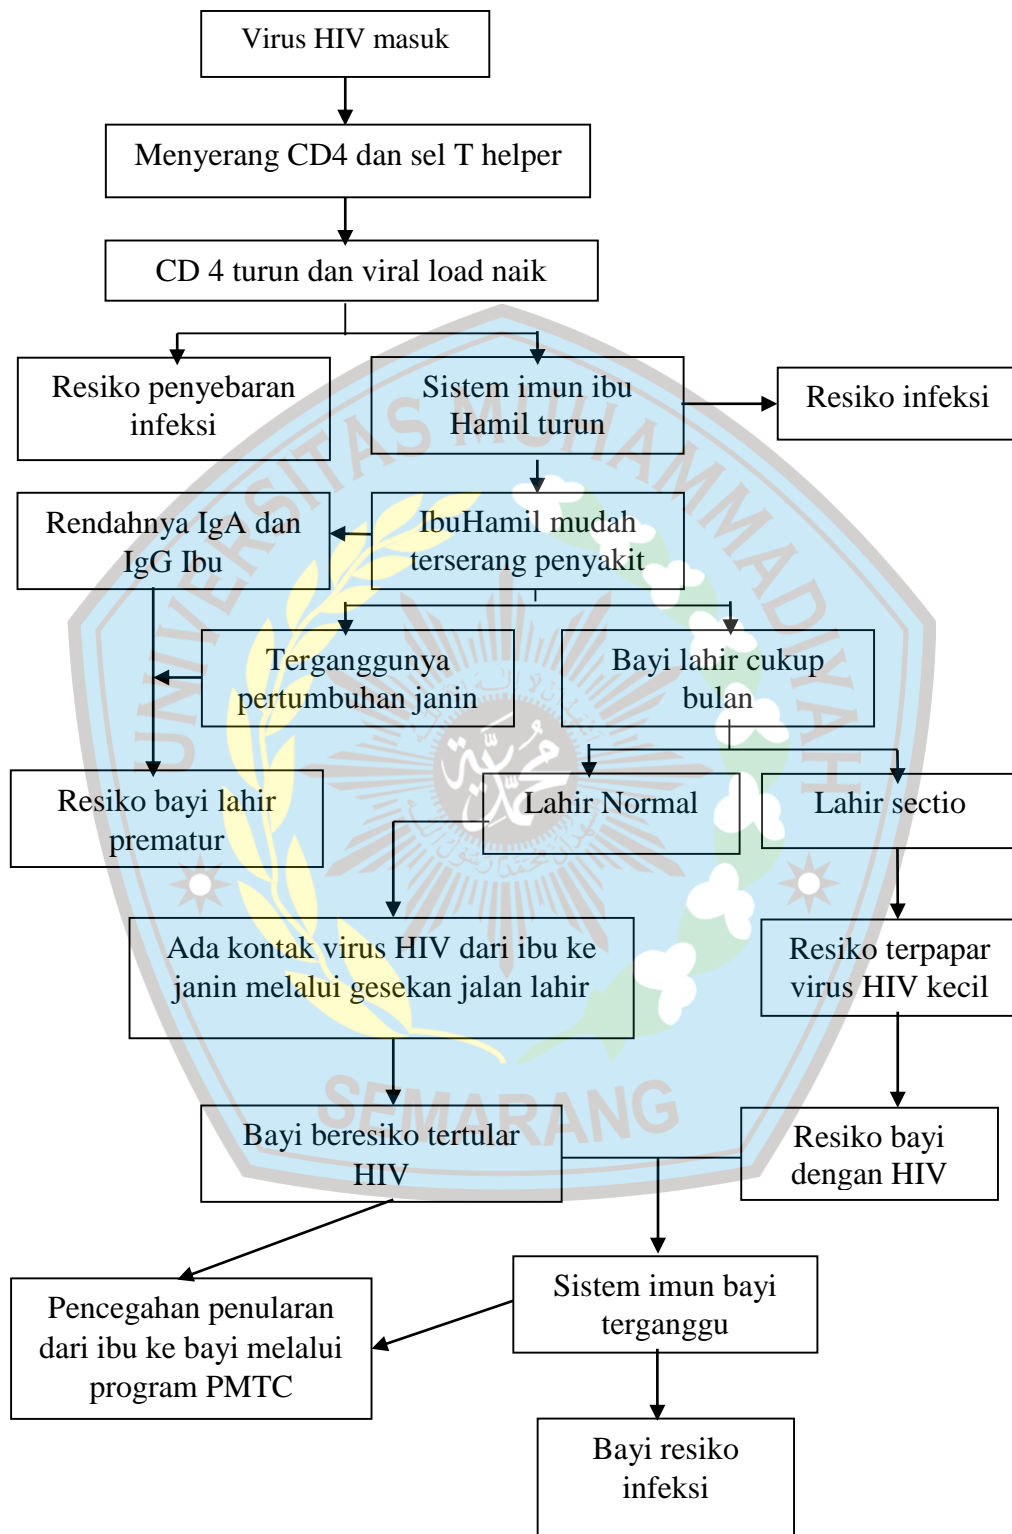 Virus HIV masuk
Menyerang CD4 dan sel T helper
CD 4 turun dan viral load naik
Resiko penyebaran
infeksi
Sistem imun ibu
Hamil turun
Resiko infeksi
Rendahnya IgA dan
IgG Ibu
IbuHamil mudah
terserang penyakit
Terganggunya
pertumbuhan janin
Bayi lahir cukup
bulan
Resiko bayi lahir
prematur
Lahir Normal
Lahir sectio
Ada kontak virus HIV dari ibu ke
janin melalui gesekan jalan lahir
Resiko terpapar
virus HIV kecil
Bayi beresiko tertular
HIV
Resiko bayi
dengan HIV
Pencegahan penularan
dari ibu ke bayi melalui
program PMTC
Sistem imun bayi
terganggu
Bayi resiko
infeksi
UNIVERSITAS MUHAMMADIYAH
SEMARANG